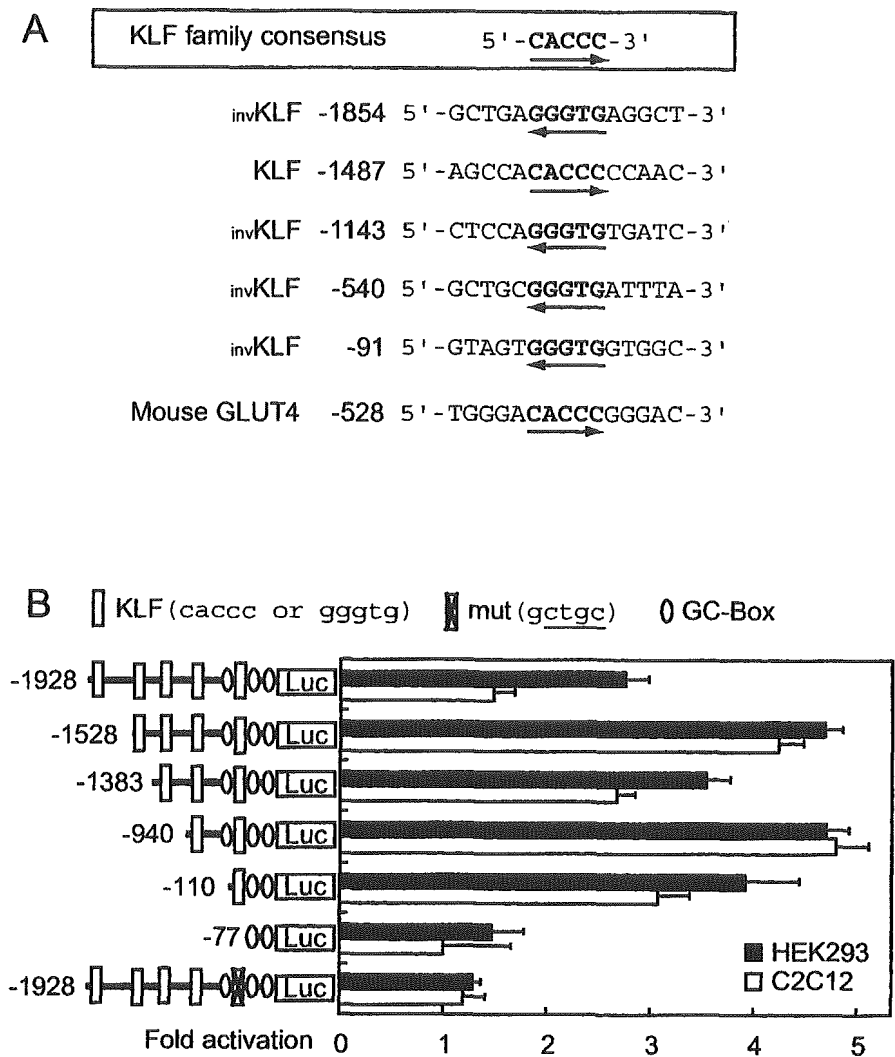 A
KLF family consensus 5'-CACCC-3'
invKLF -1854 5'-GCTGAGGGTGAGGCT-3'
KLF -1487 5'-AGCCACACCCCCAAC-3'
invKLF -1143 5'-CTCCAGGGTGTGATC-3'
invKLF -540 5'-GCTGCGGGTGATTTA-3'
invKLF -91 5'-GTAGTGGGTGGTGGC-3'
Mouse GLUT4 -528 5'-TGGGACACCCGGGAC-3'
B KLF (caccc or gggtg) mut (gctgc) GC-Box
-1928 Luc
-1528 Luc
-1383 Luc
-940 Luc
-110 Luc
-77 Luc
-1928 Luc
HEK293
C2C12
Fold activation 0 1 2 3 4 5